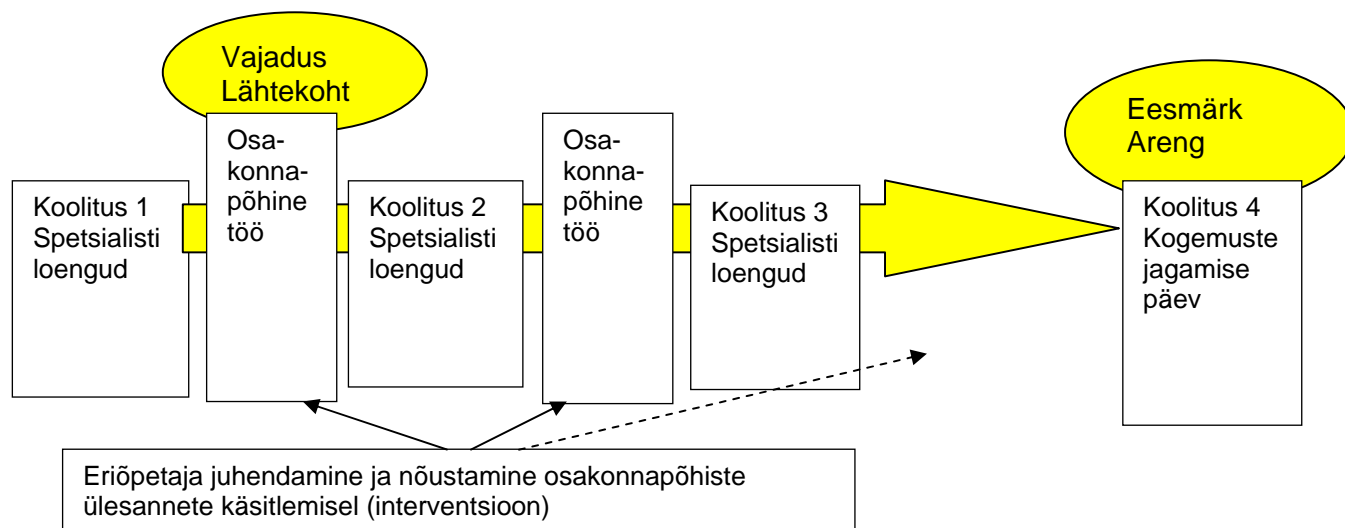 Vajadus
Lähtekoht
Eesmärk
Areng
Koolitus 1
Spetsialisti
loengud
Osa-
konna-
põhine
töö
Koolitus 2
Spetsialisti
loengud
Osa-
konna-
põhine
töö
Koolitus 3
Spetsialisti
loengud
Koolitus 4
Kogemuste
jagamise
päev
Eriõpetaja juhendamine ja nõustamine osakonnapõhiste
ülesannete käsitlemisel (interventsioon)